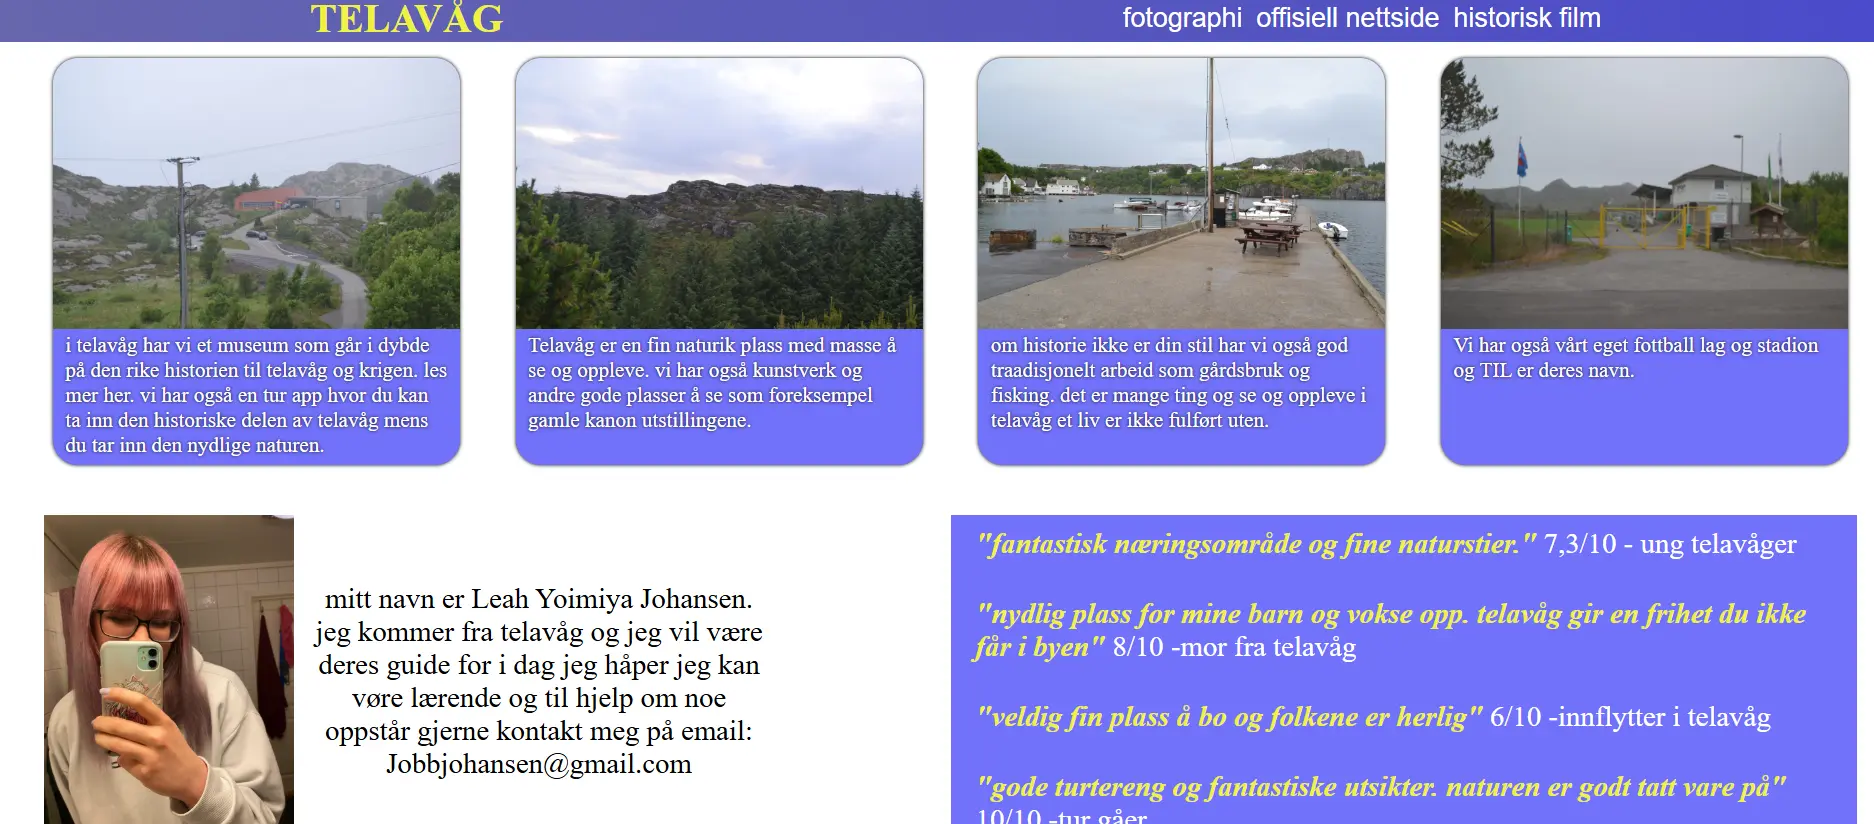 TELAVÅG
fotographi offisiell nettside historisk film
i telavåg har vi et museum som går i dybde
på den rike historien til telavåg og krigen. les
mer her. vi har også en tur app hvor du kan
ta inn den historiske delen av telavåg mens
du tar inn den nydlige naturen.
Telavåg er en fin naturik plass med masse å
se og oppleve. vi har også kunstverk og
andre gode plasser å se som foreksempel
gamle kanon utstillingene.
om historie ikke er din stil har vi også god
traadisjonelt arbeid som gårdsbruk og
fisking. det er mange ting og se og oppleve i
telavåg et liv er ikke fulført uten.
Vi har også vårt eget fottball lag og stadion
og TIL er deres navn.
mitt navn er Leah Yoimiya Johansen.
jeg kommer fra telavåg og jeg vil være
deres guide for i dag jeg håper jeg kan
vøre lærende og til hjelp om noe
oppstår gjerne kontakt meg på email:
Jobbjohansen@gmail.com
"fantastisk næringsområde og fine naturstier." 7,3/10 - ung telavåger
"nydlig plass for mine barn og vokse opp. telavåg gir en frihet du ikke
får i byen" 8/10 -mor fra telavåg
"veldig fin plass å bo og folkene er herlig" 6/10 -innflytter i telavåg
"gode turtereng og fantastiske utsikter. naturen er godt tatt vare på"
10/10 -tur gåer